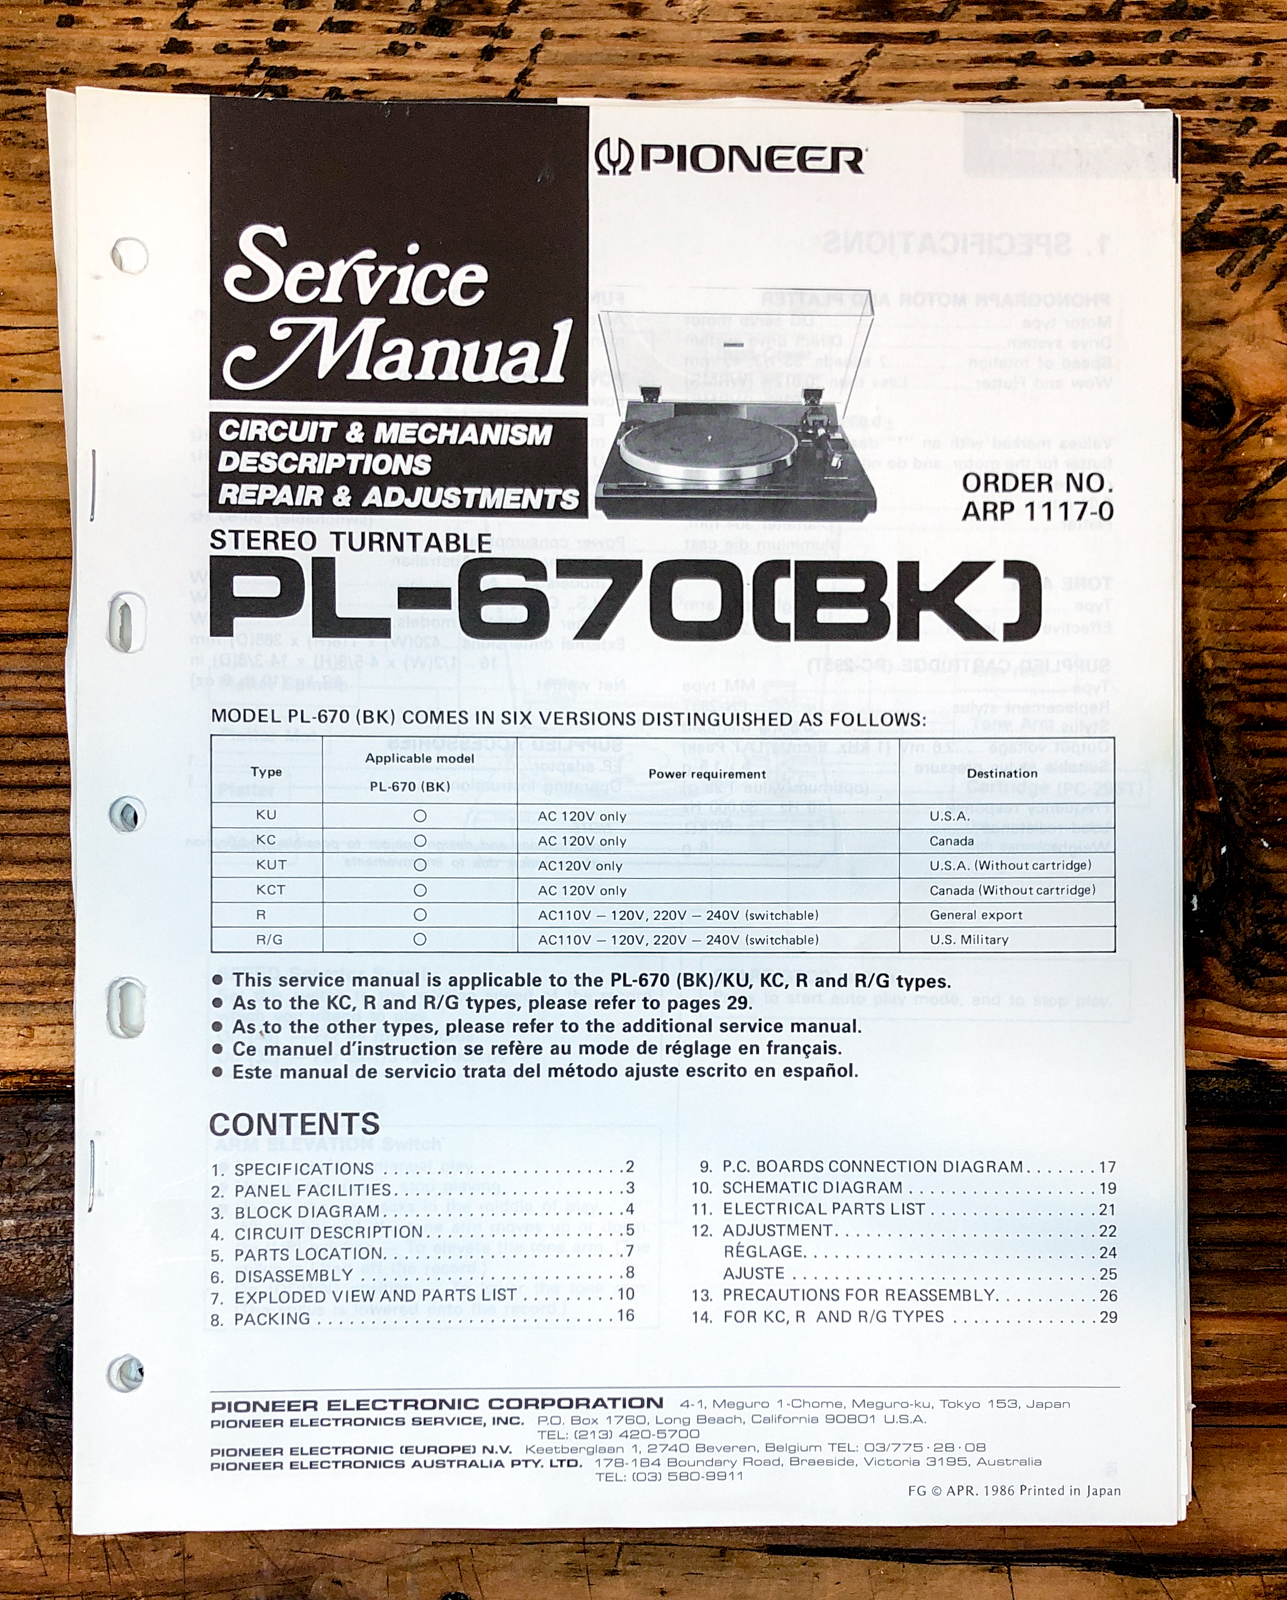 PIONEER
Service
Manual
CIRCUIT & MECHANISM
DESCRIPTIONS
REPAIR & ADJUSTMENTS
ORDER NO.
ARP 1117-0
STEREO TURNTABLE
PL-670(BK)
MODEL PL-670 (BK) COMES IN SIX VERSIONS DISTINGUISHED AS FOLLOWS:
Type Applicable model PL-670 (BK) Power requirement Destination
KU ○ AC 120V only U.S.A.
KC ○ AC 120V only Canada
KUT ○ AC120V only U.S.A. (Without cartridge)
KCT ○ AC 120V only Canada (Without cartridge)
R ○ AC110V – 120V, 220V – 240V (switchable) General export
R/G ○ AC110V – 120V, 220V – 240V (switchable) U.S. Military
● This service manual is applicable to the PL-670 (BK)/KU, KC, R and R/G types.
● As to the KC, R and R/G types, please refer to pages 29.
● As to the other types, please refer to the additional service manual.
● Ce manuel d'instruction se refère au mode de réglage en français.
● Este manual de servicio trata del método ajuste escrito en español.
CONTENTS
1. SPECIFICATIONS . . . . . . . . . . . . . . . . . . . . . . .2
2. PANEL FACILITIES. . . . . . . . . . . . . . . . . . . . . .3
3. BLOCK DIAGRAM. . . . . . . . . . . . . . . . . . . . . . .4
4. CIRCUIT DESCRIPTION. . . . . . . . . . . . . . . . . . .5
5. PARTS LOCATION. . . . . . . . . . . . . . . . . . . . . . .7
6. DISASSEMBLY . . . . . . . . . . . . . . . . . . . . . . . . .8
7. EXPLODED VIEW AND PARTS LIST . . . . . . . . .10
8. PACKING . . . . . . . . . . . . . . . . . . . . . . . . . . . .16
9. P.C. BOARDS CONNECTION DIAGRAM. . . . . . .17
10. SCHEMATIC DIAGRAM . . . . . . . . . . . . . . . . . .19
11. ELECTRICAL PARTS LIST . . . . . . . . . . . . . . . .21
12. ADJUSTMENT. . . . . . . . . . . . . . . . . . . . . . . . .22
RÉGLAGE. . . . . . . . . . . . . . . . . . . . . . . . . . . .24
AJUSTE . . . . . . . . . . . . . . . . . . . . . . . . . . . . .25
13. PRECAUTIONS FOR REASSEMBLY. . . . . . . . . .26
14. FOR KC, R AND R/G TYPES . . . . . . . . . . . . . .29
PIONEER ELECTRONIC CORPORATION 4-1, Meguro 1-Chome, Meguro-ku, Tokyo 153, Japan
PIONEER ELECTRONICS SERVICE, INC. P.O. Box 1760, Long Beach, California 90801 U.S.A.
TEL: (213) 420-5700
PIONEER ELECTRONIC (EUROPE) N.V. Keetberglaan 1, 2740 Beveren, Belgium TEL: 03/775·28·08
PIONEER ELECTRONICS AUSTRALIA PTY. LTD. 178-184 Boundary Road, Braeside, Victoria 3195, Australia
TEL: (03) 580-9911
FG © APR. 1986 Printed in Japan